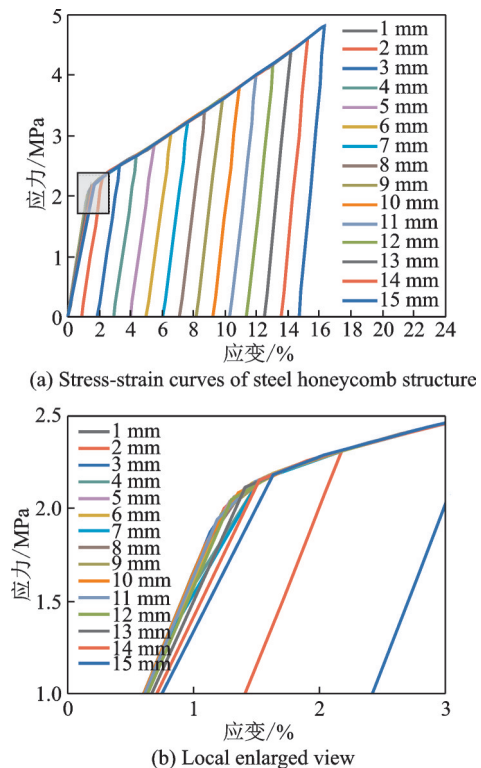 5
4
3
2
1
0
应力/MPa
1 mm
2 mm
3 mm
4 mm
5 mm
6 mm
7 mm
8 mm
9 mm
10 mm
11 mm
12 mm
13 mm
14 mm
15 mm
0 2 4 6 8 10 12 14 16 18 20 22 24
应变/%
(a) Stress-strain curves of steel honeycomb structure
2.5
2.0
1.5
1.0
应力/MPa
1 mm
2 mm
3 mm
4 mm
5 mm
6 mm
7 mm
8 mm
9 mm
10 mm
11 mm
12 mm
13 mm
14 mm
15 mm
0 1 2 3
应变/%
(b) Local enlarged view